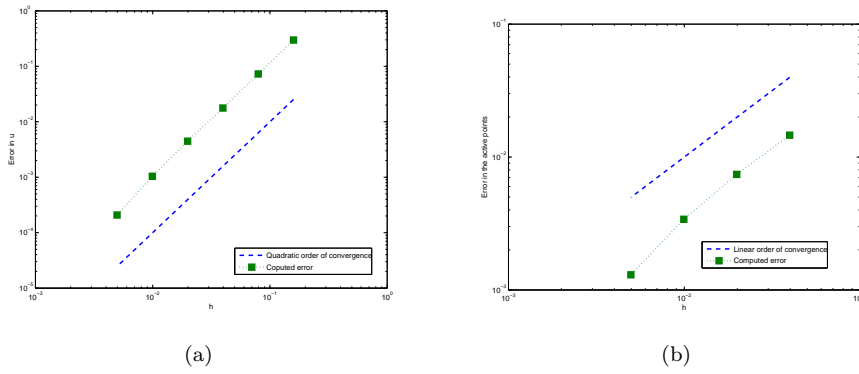 10^0
10^-1
10^-2
10^-3
10^-4
10^-5
Error in u
10^-3
10^-2
10^-1
10^0
h
Quadratic order of convergence
Coputed error
(a)
10^-1
10^-2
10^-3
Error in the active points
10^-3
10^-2
10
h
Linear order of convergence
Computed error
(b)